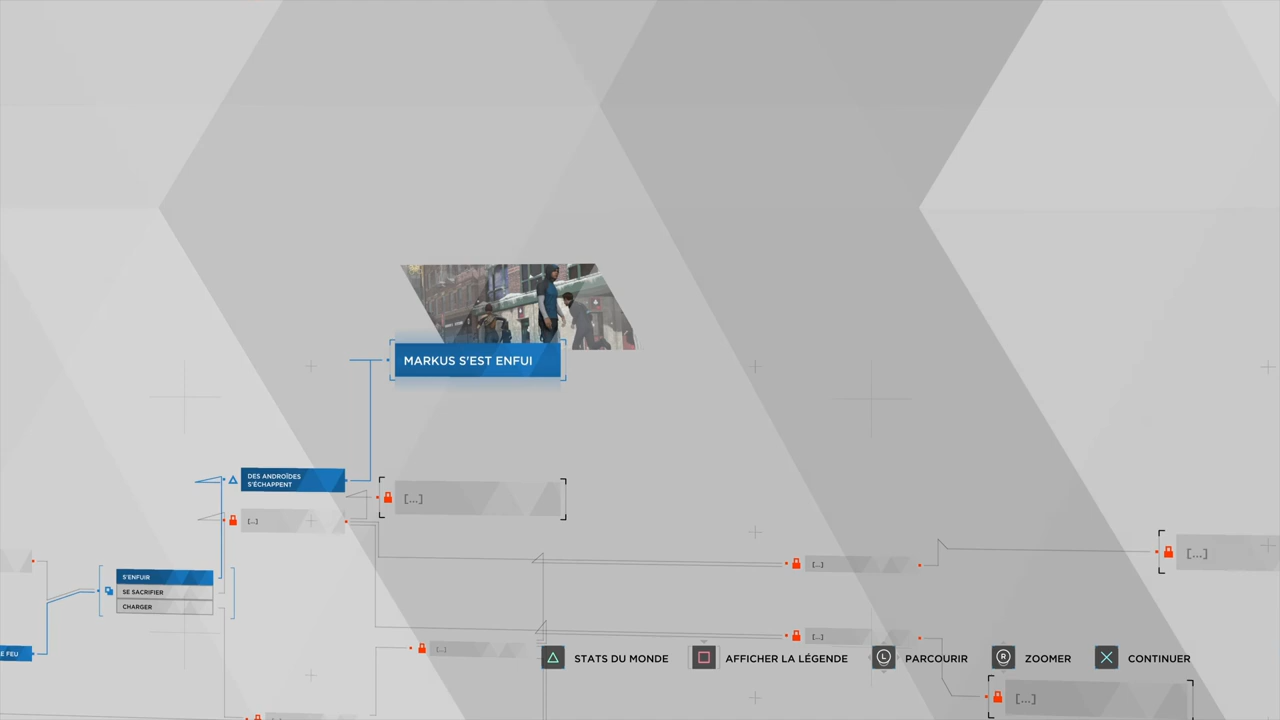 MARKUS S'EST ENFUI
DES ANDROÏDES
S'ÉCHAPPENT
[...]
[...]
[...]
[...]
S'ENFUIR
SE SACRIFIER
CHARGER
[...]
E FEU
[...]
STATS DU MONDE
AFFICHER LA LÉGENDE
L
PARCOURIR
R
ZOOMER
CONTINUER
[...]